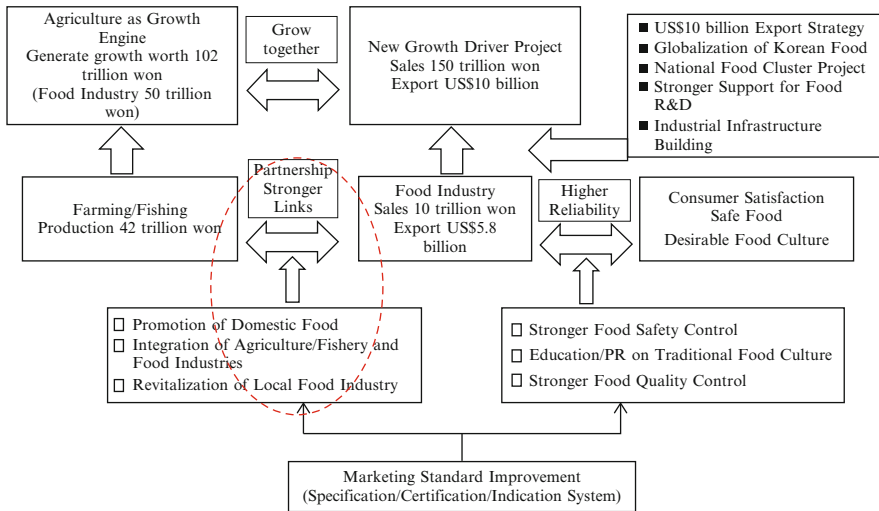 Agriculture as Growth
Engine
Generate growth worth 102
trillion won
(Food Industry 50 trillion
won)
Grow
together
New Growth Driver Project
Sales 150 trillion won
Export US$10 billion
US$10 billion Export Strategy
Globalization of Korean Food
National Food Cluster Project
Stronger Support for Food
R&D
Industrial Infrastructure
Building
Farming/Fishing
Production 42 trillion won
Partnership
Stronger
Links
Food Industry
Sales 10 trillion won
Export US$5.8
billion
Higher
Reliability
Consumer Satisfaction
Safe Food
Desirable Food Culture
Promotion of Domestic Food
Integration of Agriculture/Fishery and
Food Industries
Revitalization of Local Food Industry
Stronger Food Safety Control
Education/PR on Traditional Food Culture
Stronger Food Quality Control
Marketing Standard Improvement
(Specification/Certification/Indication System)